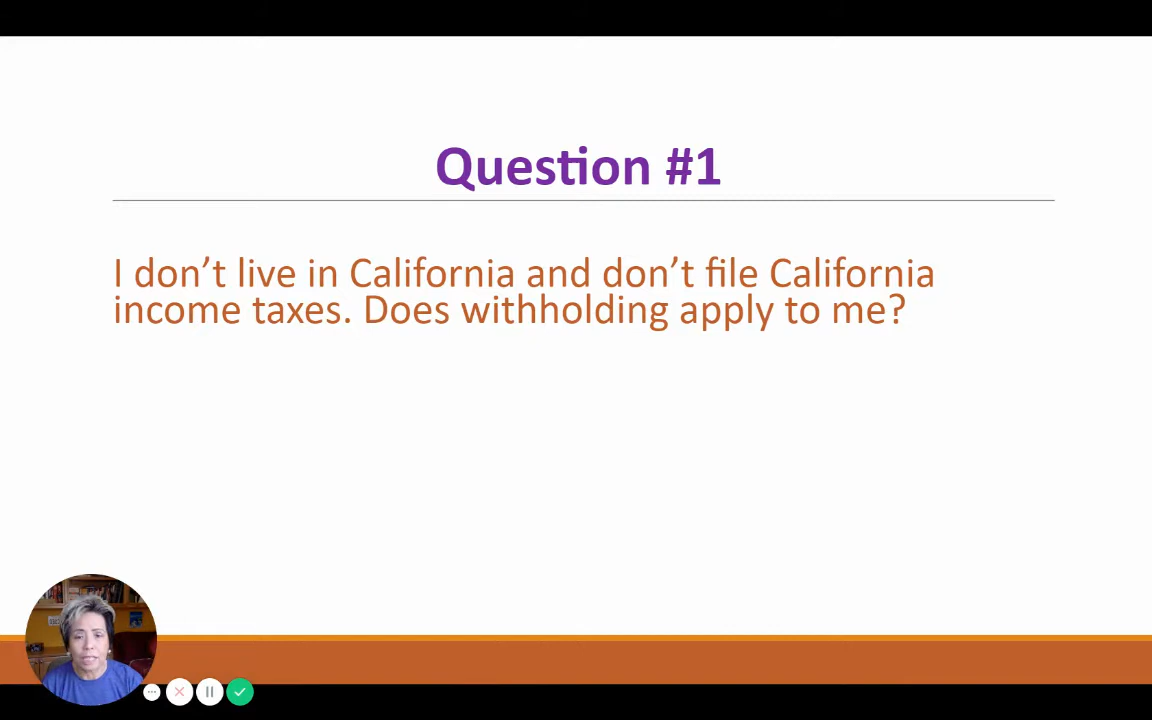 Question #1
I don’t live in California and don’t file California
income taxes. Does withholding apply to me?